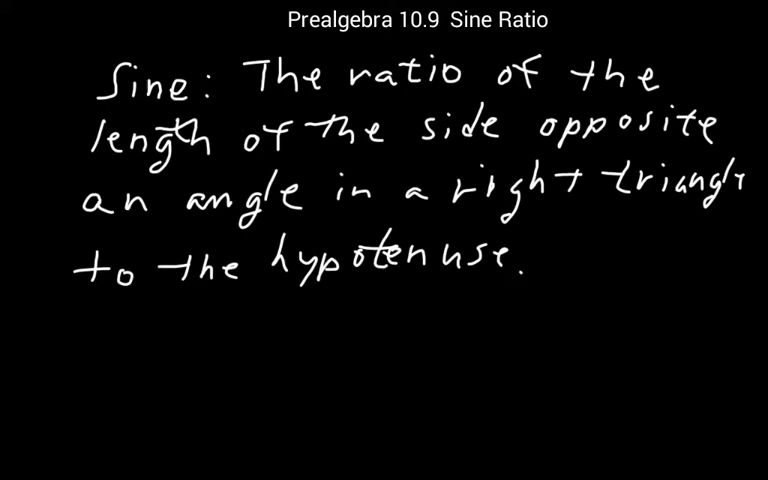 Prealgebra 10.9 Sine Ratio
Sine: The ratio of the
length of the side opposite
an angle in a right triangle
to the hypotenuse.